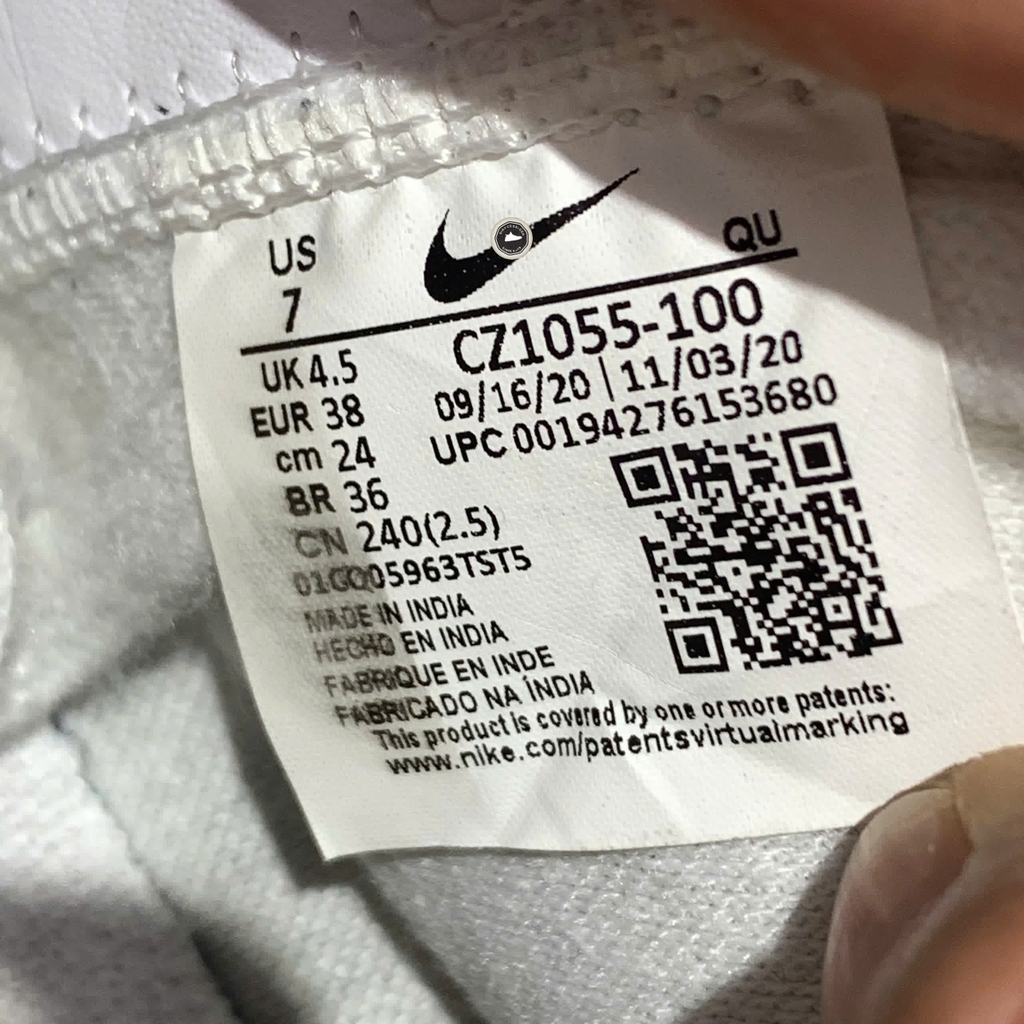 US
7
QU
UK 4.5
EUR 38
cm 24
BR 36
CN 240(2.5)
CZ1055-100
09/16/20 | 11/03/20
UPC 00194276153680
MADE IN INDIA
HECHO EN INDIA
FABRIQUE EN INDE
FABRICADO NA ÍNDIA
This product is covered by one or more patents:
www.nike.com/patentsvirtualmarking